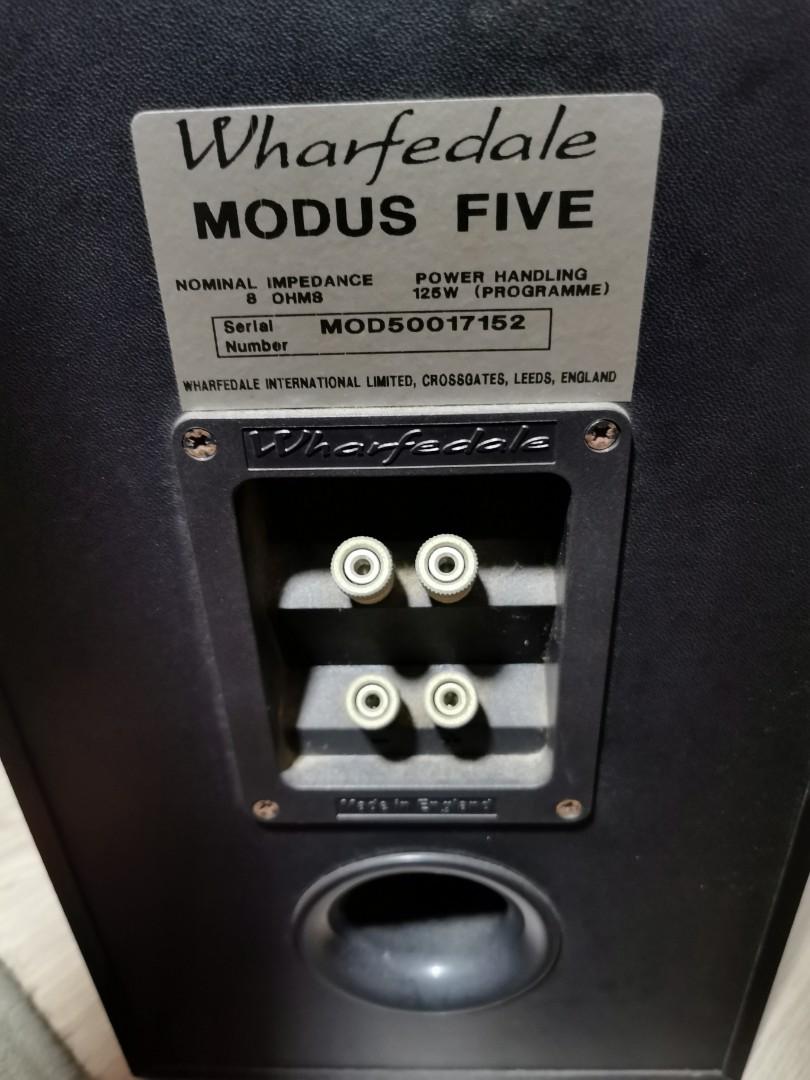 Wharfedale
MODUS FIVE
NOMINAL IMPEDANCE
8 OHMS
POWER HANDLING
125W (PROGRAMME)
Serial Number MOD50017152
WHARFEDALE INTERNATIONAL LIMITED, CROSSGATES, LEEDS, ENGLAND
Wharfedale
Made in England